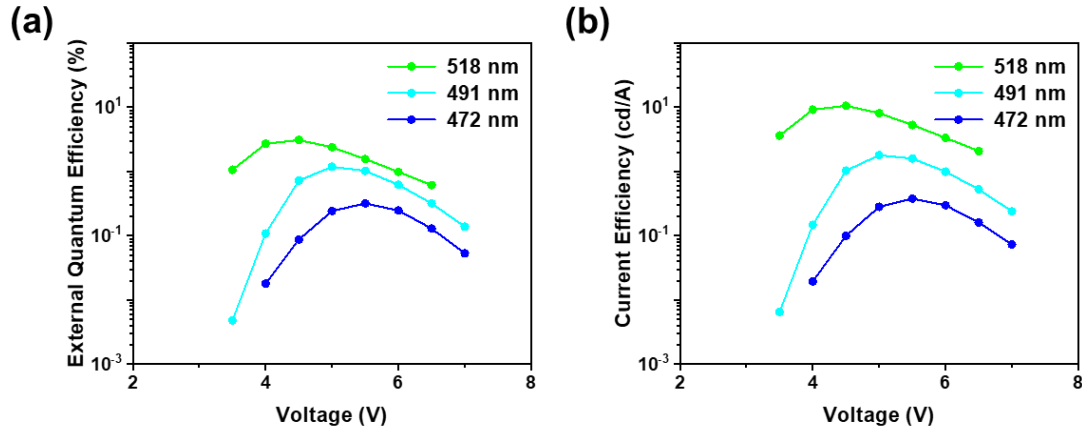 (a)
External Quantum Efficiency (%)
10^1
10^-1
10^-3
518 nm
491 nm
472 nm
2 4 6 8
Voltage (V)
(b)
Current Efficiency (cd/A)
10^1
10^-1
10^-3
518 nm
491 nm
472 nm
2 4 6 8
Voltage (V)